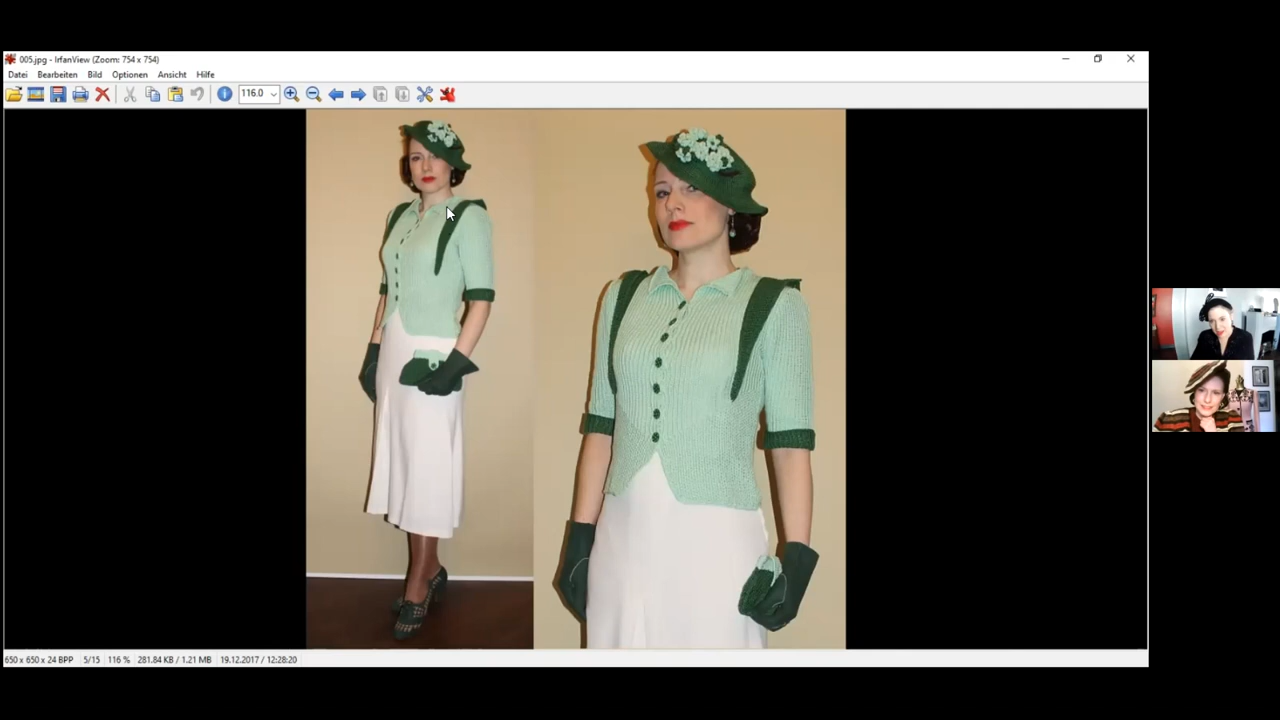 005.jpg - IrfanView (Zoom: 754 x 754)
Datei Bearbeiten Bild Optionen Ansicht Hilfe
116.0
650 x 650 x 24 BPP 5/15 116 % 281.84 KB / 1.21 MB 19.12.2017 / 12:28:20